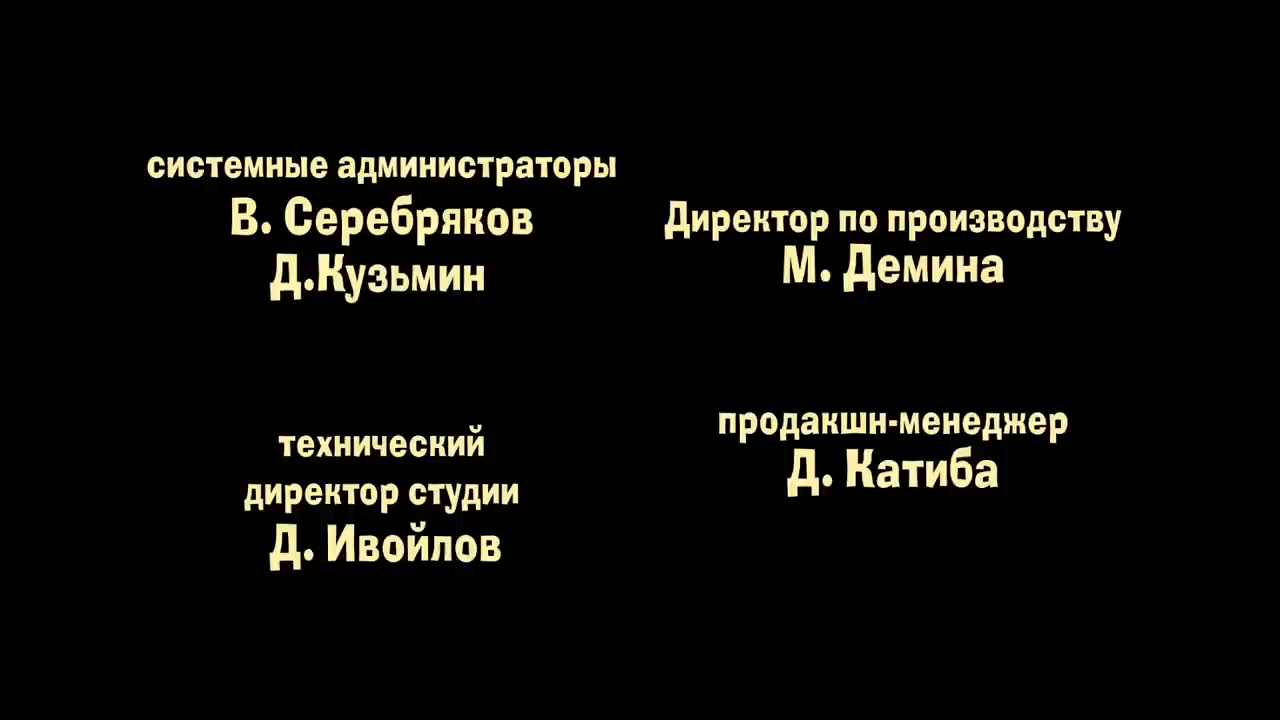 системные администраторы
В. Серебряков
Д.Кузьмин
технический
директор студии
Д. Ивойлов
Директор по производству
М. Демина
продакшн-менеджер
Д. Катиба